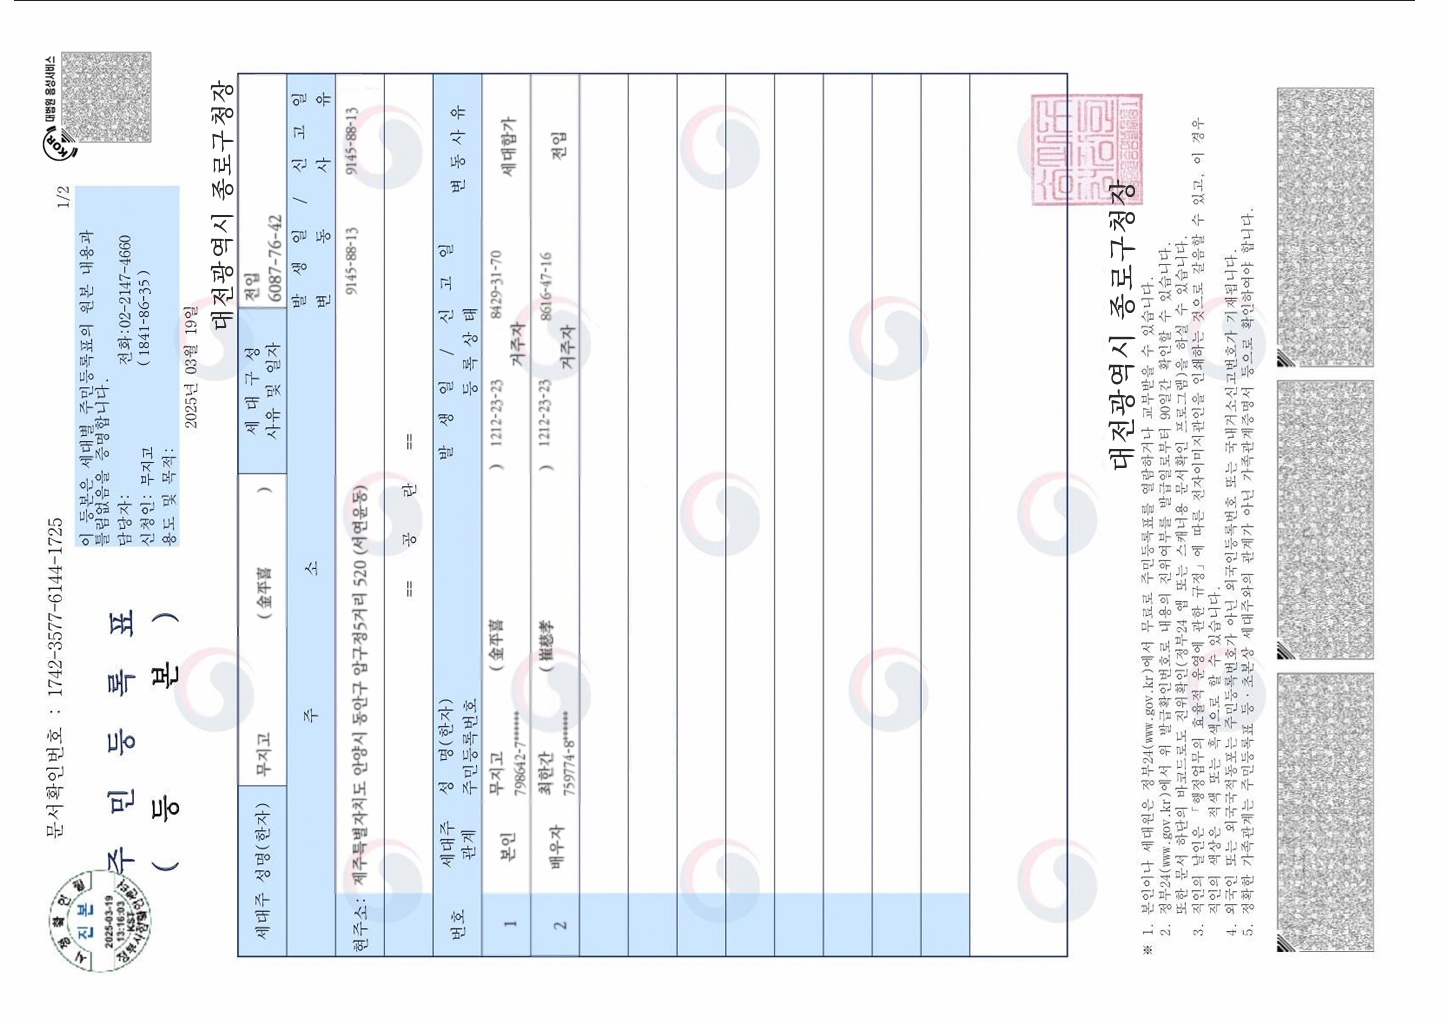 문서확인번호 : 1742-3577-6144-1725
1/2
대법원 음성서비스
KOR
시 점 확 인 필
진 본
2025-03-19
13:16:03
KST
주 민 등 록 표
( 등 본 )
이 등본은 세대별 주민등록표의 원본 내용과
틀림없음을 증명합니다.
담당자: 전화:02-2147-4660
신청인: 무지고 (1841-86-35)
용도 및 목적:
2025년 03월 19일
대전광역시 종로구청장
세대주 성명(한자) 무지고 (金平喜 ) 세 대 구 성 사유 및 일자 전입
6087-76-42
주 소 발 생 일 / 신 고 일
변 동 사 유
현주소: 제주특별자치도 안양시 동안구 압구정5거리 520 (서연윤동) 9145-88-13 9145-88-13
== 공 란 ==
번호 세대주 관계 성 명(한자) 주민등록번호 발 생 일 / 신 고 일 등 록 상 태 변 동 사 유
1 본인 무지고 (金平喜 ) 1212-23-23 8429-31-70 세대합가
798642-7****** 거주자
2 배우자 최한간 (崔慈孝 ) 1212-23-23 8616-47-16 전입
759774-8****** 거주자
대전광역시 종로구청장
※ 1. 본인이나 세대원은 정부24(www.gov.kr)에서 무료로 주민등록표를 열람하거나 교부받을 수 있습니다.
2. 정부24(www.gov.kr)에서 위 발급확인번호로 내용의 진위여부를 발급일로부터 90일간 확인할 수 있습니다.
또한 문서 하단의 바코드로도 진위확인(정부24 앱 또는 스캐너용 문서확인 프로그램)을 하실 수 있습니다.
3. 직인의 날인은 「행정업무의 효율적 운영에 관한 규정」에 따른 전자이미지관인을 인쇄하는 것으로 갈음할 수 있고, 이 경우
직인의 색상은 적색 또는 흑색으로 할 수 있습니다.
4. 외국인 또는 외국국적동포는 주민등록번호가 아닌 외국인등록번호 또는 국내거소신고번호가 기재됩니다.
5. 정확한 가족관계는 주민등록표 등·초본상 세대주와의 관계가 아닌 가족관계증명서 등으로 확인하여야 합니다.